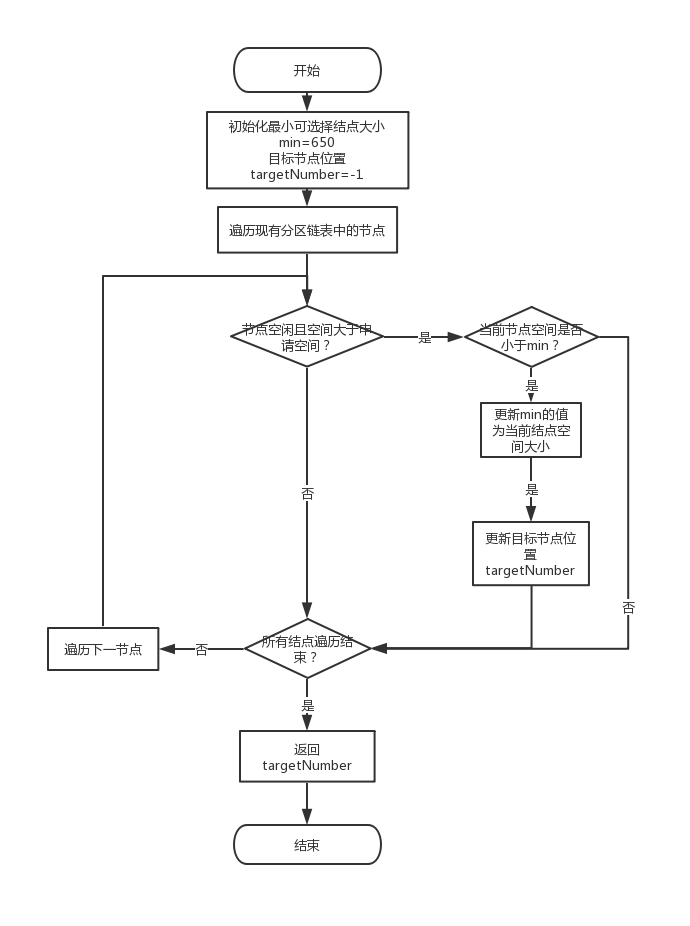 开始
初始化最小可选择结点大小
min=650
目标节点位置
targetNumber=-1
遍历现有分区链表中的节点
节点空闲且空间大于申
请空间？
是
当前节点空间是否
小于min？
是
更新min的值
为当前结点空
间大小
是
否
更新目标节点位
置
targetNumber
否
所有结点遍历结
束？
否
遍历下一节点
是
返回
targetNumber
结束